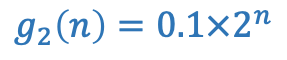 g₂(n) = 0.1×2ⁿ